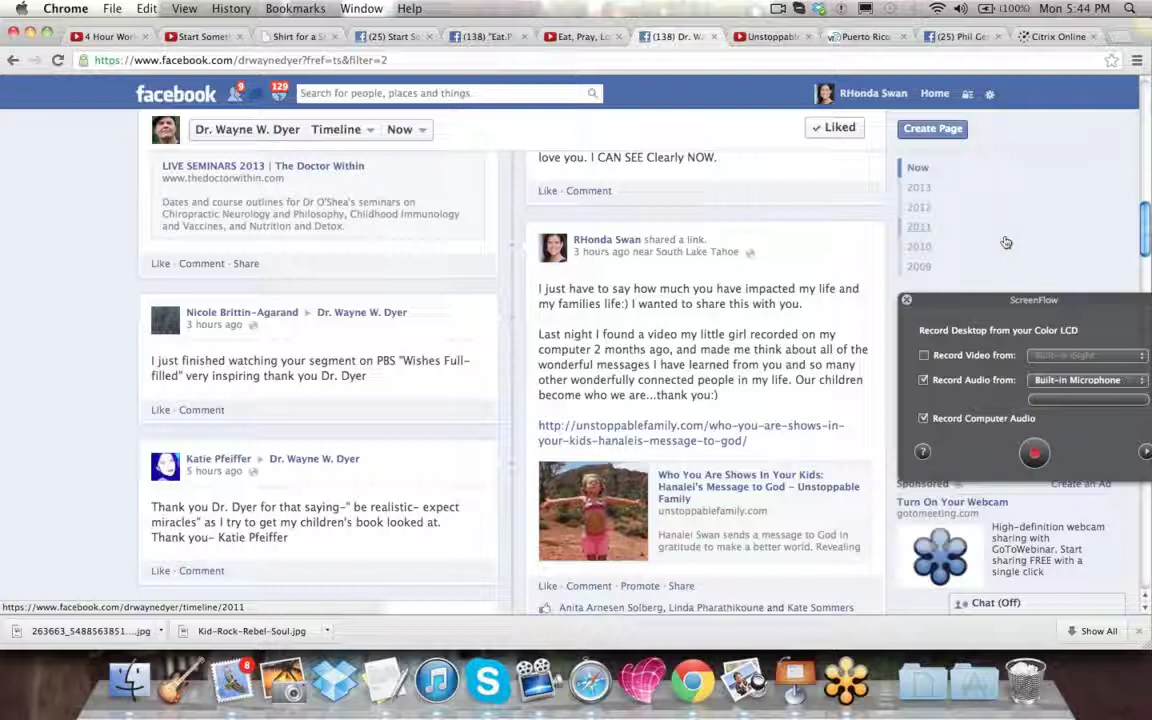 Chrome File Edit View History Bookmarks Window Help
(100%) Mon 5:44 PM
4 Hour Wor
Start Somet
Shirt for a S
(25) Start Se
(138) "Eat.P
Eat, Pray, Lo
(138) Dr. Wa
Unstoppabl
Puerto Rico
(25) Phil Ge
Citrix Online
https://www.facebook.com/drwaynedyer?fref=ts&filter=2
facebook
9
129
Search for people, places and things.
RHonda Swan Home
Dr. Wayne W. Dyer Timeline Now
Liked
Create Page
LIVE SEMINARS 2013 | The Doctor Within
www.thedoctorwithin.com
Dates and course outlines for Dr O'Shea's seminars on
Chiropractic Neurology and Philosophy, Childhood Immunology
and Vaccines, and Nutrition and Detox.
Like · Comment · Share
Nicole Brittin-Agarand Dr. Wayne W. Dyer
3 hours ago
I just finished watching your segment on PBS "Wishes Full-
filled" very inspiring thank you Dr. Dyer
Like · Comment
Katie Pfeiffer Dr. Wayne W. Dyer
5 hours ago
Thank you Dr. Dyer for that saying-" be realistic- expect
miracles" as I try to get my children's book looked at.
Thank you- Katie Pfeiffer
Like · Comment
love you. I CAN SEE Clearly NOW.
Like · Comment
RHonda Swan shared a link.
3 hours ago near South Lake Tahoe
I just have to say how much you have impacted my life and
my families life:) I wanted to share this with you.
Last night I found a video my little girl recorded on my
computer 2 months ago, and made me think about all of the
wonderful messages I have learned from you and so many
other wonderfully connected people in my life. Our children
become who we are...thank you:)
http://unstoppablefamily.com/who-you-are-shows-in-
your-kids-hanaleis-message-to-god/
Who You Are Shows In Your Kids:
Hanalei's Message to God - Unstoppable
Family
unstoppablefamily.com
Hanalei Swan sends a message to God in
gratitude to make a better world. Revealing
Like · Comment · Promote · Share
Anita Arnesen Solberg, Linda Pharathikoune and Kate Sommers
Now
2013
2012
2011
2010
2009
ScreenFlow
Record Desktop from your Color LCD
Record Video from: Built-in iSight
Record Audio from: Built-in Microphone
Record Computer Audio
?
Sponsored
Create an Ad
Turn On Your Webcam
gotomeeting.com
High-definition webcam
sharing with
GoToWebinar. Start
sharing FREE with a
single click
Chat (Off)
https://www.facebook.com/drwaynedyer/timeline/2011
263663_5488563851....jpg
Kid-Rock-Rebel-Soul.jpg
Show All
8